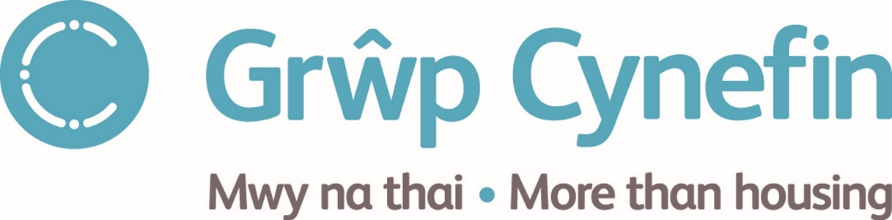 Grŵp Cynefin
Mwy na thai • More than housing